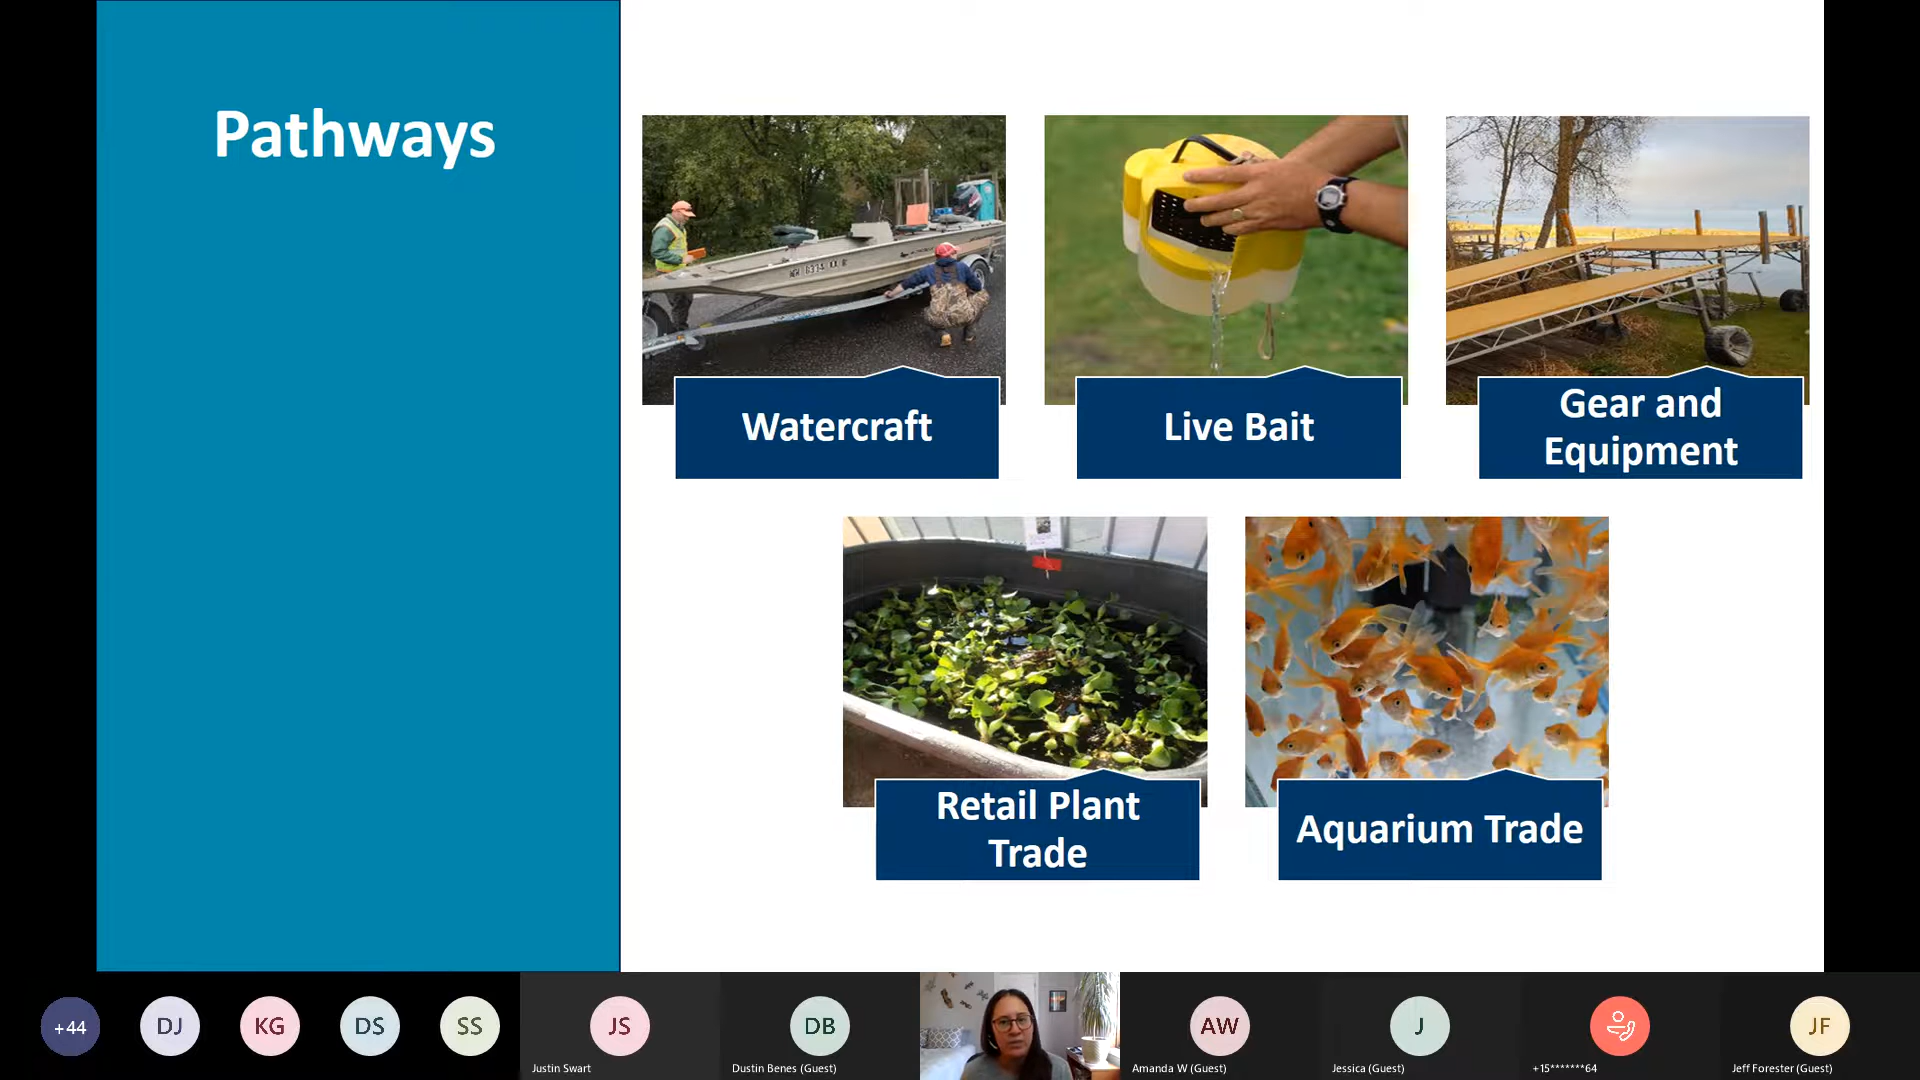 Pathways
Watercraft
Live Bait
Gear and
Equipment
Retail Plant
Trade
Aquarium Trade
+44
DJ
KG
DS
SS
JS
Justin Swart
DB
Dustin Benes (Guest)
AW
Amanda W (Guest)
J
Jessica (Guest)
+15*******64
JF
Jeff Forester (Guest)